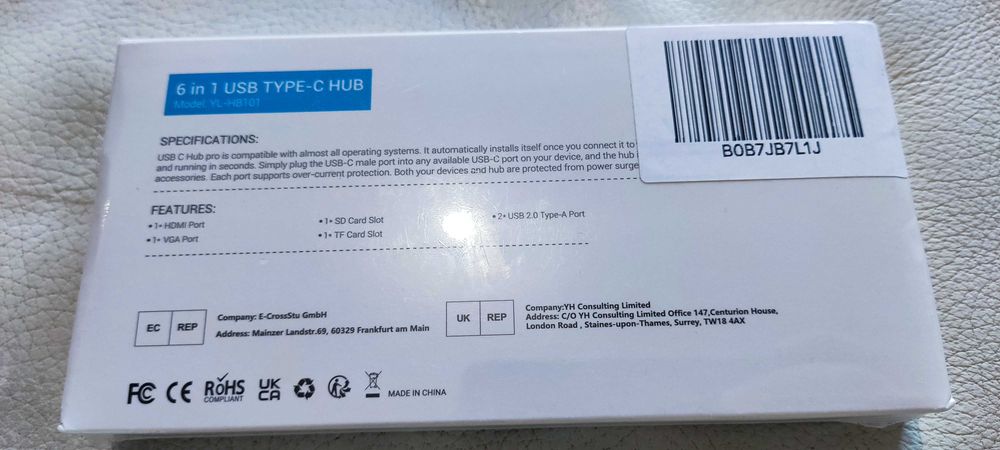 6 in 1 USB TYPE-C HUB
Model: YL-HB101
B0B7JB7L1J
SPECIFICATIONS:
USB C Hub pro is compatible with almost all operating systems. It automatically installs itself once you connect it to
and running in seconds. Simply plug the USB-C male port into any available USB-C port on your device, and the hub
accessories. Each port supports over-current protection. Both your devices and hub are protected from power surge
FEATURES:
• 1* HDMI Port
• 1* VGA Port
• 1* SD Card Slot
• 1* TF Card Slot
• 2* USB 2.0 Type-A Port
EC REP
Company: E-CrossStu GmbH
Address: Mainzer Landstr.69, 60329 Frankfurt am Main
UK REP
Company:YH Consulting Limited
Address: C/O YH Consulting Limited Office 147,Centurion House,
London Road , Staines-upon-Thames, Surrey, TW18 4AX
FC CE RoHS
COMPLIANT
UK
CA
MADE IN CHINA